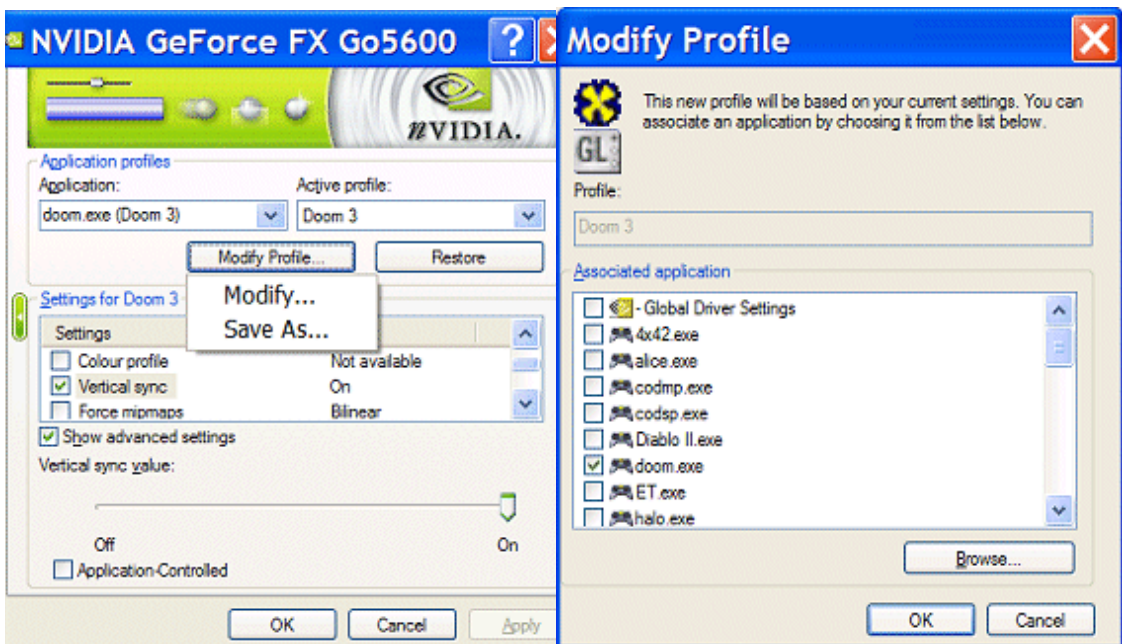 NVIDIA GeForce FX Go5600 ?
nVIDIA.
Application profiles
Application: Active profile:
doom.exe (Doom 3) Doom 3
Modify Profile... Restore
Modify...
Save As...
Settings for Doom 3
Settings
Colour profile Not available
Vertical sync On
Force mipmaps Bilinear
Show advanced settings
Vertical sync value:
Off On
Application-Controlled
OK Cancel Apply
Modify Profile
This new profile will be based on your current settings. You can
associate an application by choosing it from the list below.
GL
Profile:
Doom 3
Associated application
- Global Driver Settings
4x42.exe
alice.exe
codmp.exe
codsp.exe
Diablo II.exe
doom.exe
ET.exe
halo.exe
Browse...
OK Cancel